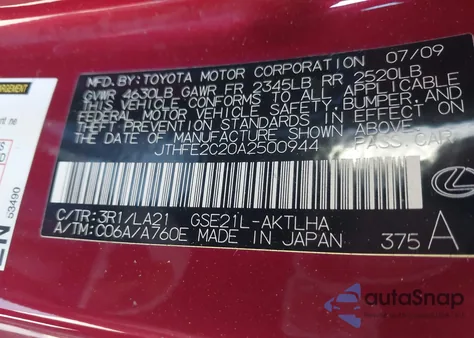 MFD. BY: TOYOTA MOTOR CORPORATION 07/09
GVWR 4630LB GAWR FR 2345LB RR 2520LB
THIS VEHICLE CONFORMS TO ALL APPLICABLE
FEDERAL MOTOR VEHICLE SAFETY, BUMPER, AND
THEFT PREVENTION STANDARDS IN EFFECT ON
THE DATE OF MANUFACTURE SHOWN ABOVE.
JTHFE2C20A2500944 PASS. CAR
C/TR: 3R1/LA21 GSE21L-AKTLHA
A/TM: C06A/A760E MADE IN JAPAN 375 A
53490
autoSnap